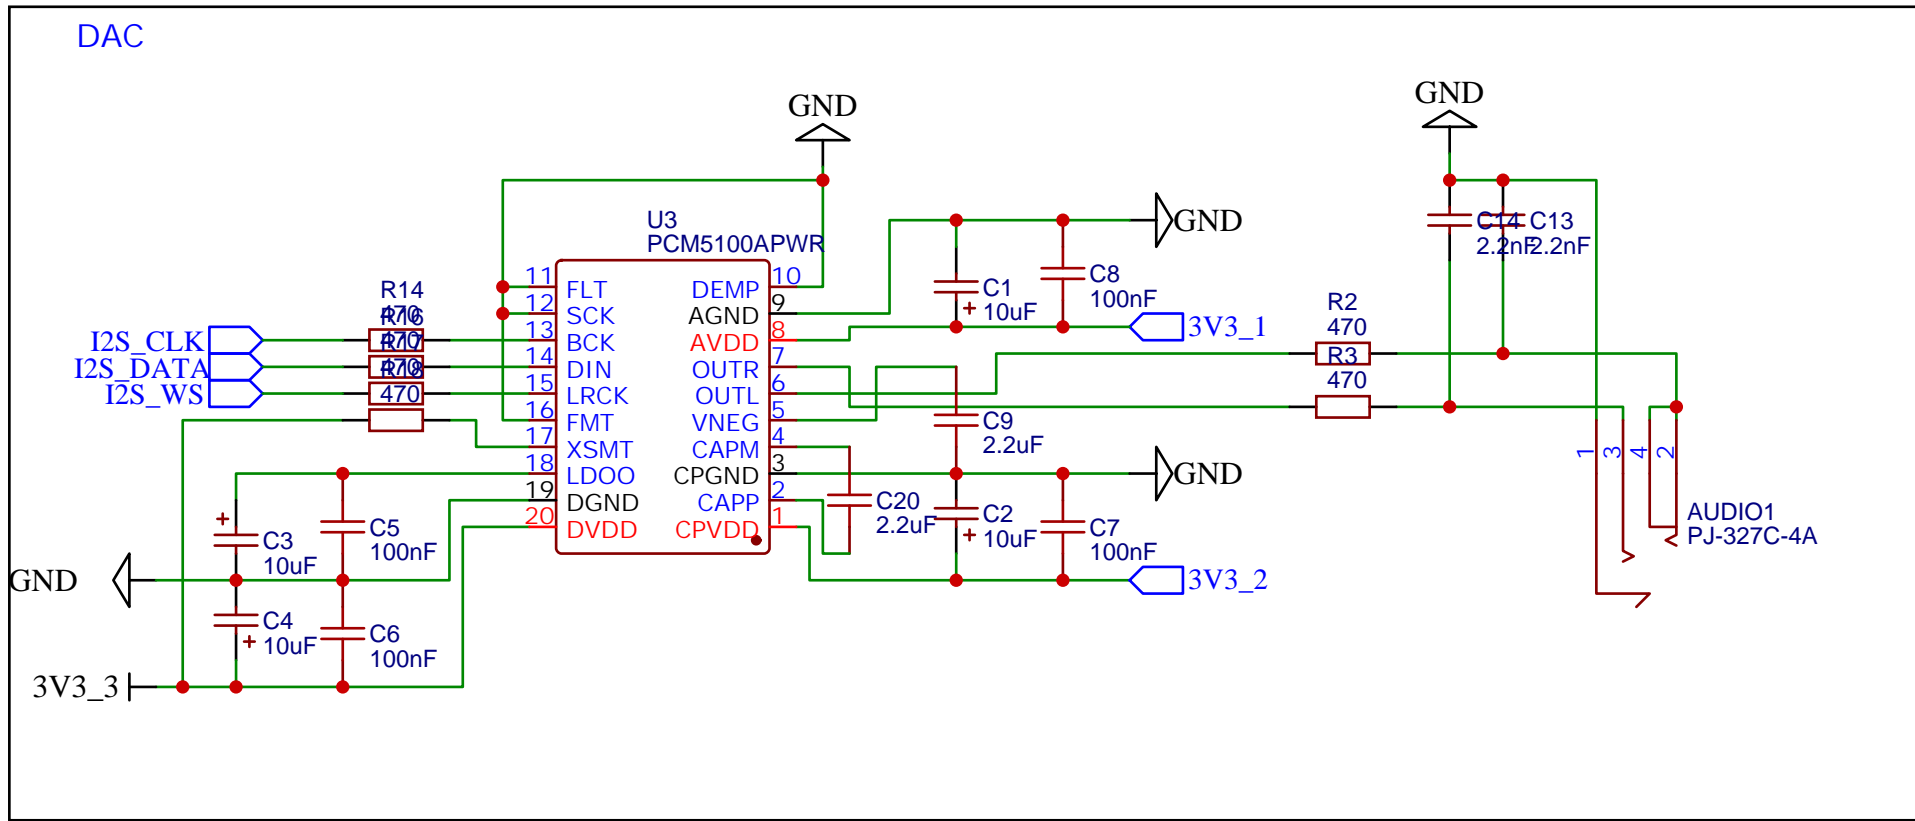 DAC
GND
GND
U3
PCM5100APWR
GND
C14
C13
2.2nF
2.2nF
11
FLT
DEMP
10
12
SCK
AGND
9
13
BCK
AVDD
8
14
DIN
OUTR
7
15
LRCK
OUTL
6
16
FMT
VNEG
5
17
XSMT
CAPM
4
18
LDOO
CPGND
3
19
DGND
CAPP
2
20
DVDD
CPVDD
1
R14
470
R16
470
R17
470
R18
470
I2S_CLK
I2S_DATA
I2S_WS
C1
10uF
C8
100nF
3V3_1
R2
470
R3
470
C9
2.2uF
GND
C20
2.2uF
C2
10uF
C7
100nF
3V3_2
C3
10uF
C5
100nF
GND
C4
10uF
C6
100nF
3V3_3
1
3
4
2
AUDIO1
PJ-327C-4A